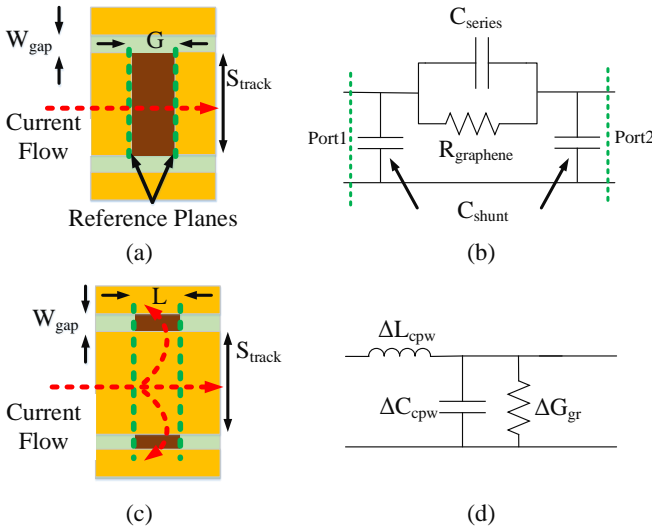 W_gap
G
S_track
Current
Flow
Reference Planes
(a)
C_series
Port1
R_graphene
Port2
C_shunt
(b)
L
W_gap
S_track
Current
Flow
(c)
ΔL_cpw
ΔC_cpw
ΔG_gr
(d)